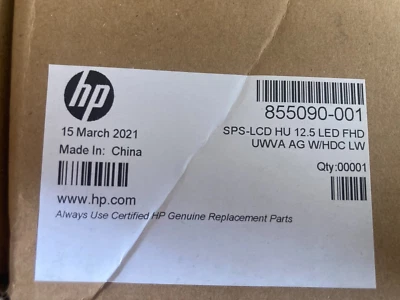 hp
855090-001
15 March 2021
SPS-LCD HU 12.5 LED FHD
UWVA AG W/HDC LW
Made In: China
Qty:00001
www.hp.com
Always Use Certified HP Genuine Replacement Parts